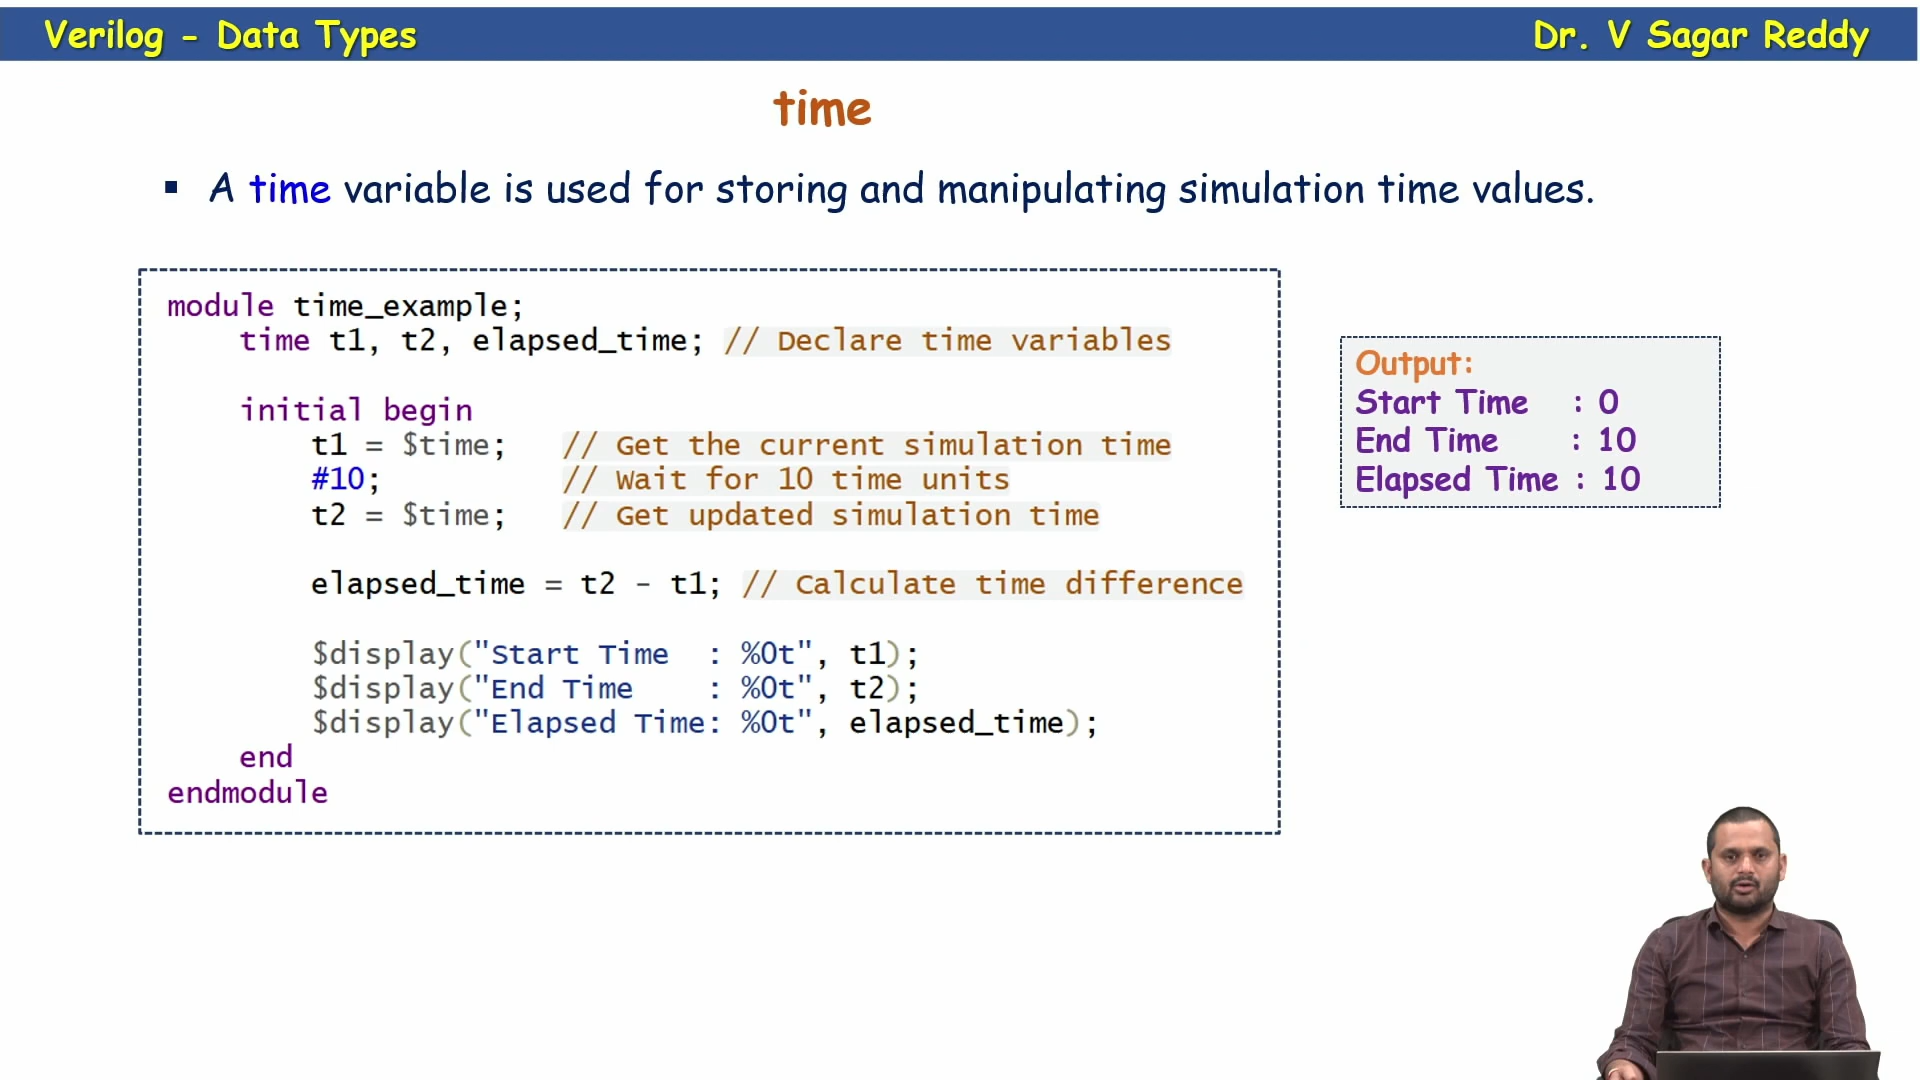 Verilog - Data Types
Dr. V Sagar Reddy
time
▪ A time variable is used for storing and manipulating simulation time values.
module time_example;
    time t1, t2, elapsed_time; // Declare time variables
    initial begin
        t1 = $time;   // Get the current simulation time
        #10;          // Wait for 10 time units
        t2 = $time;   // Get updated simulation time
        elapsed_time = t2 - t1; // Calculate time difference
        $display("Start Time  : %0t", t1);
        $display("End Time    : %0t", t2);
        $display("Elapsed Time: %0t", elapsed_time);
    end
endmodule
Output:
Start Time : 0
End Time : 10
Elapsed Time : 10